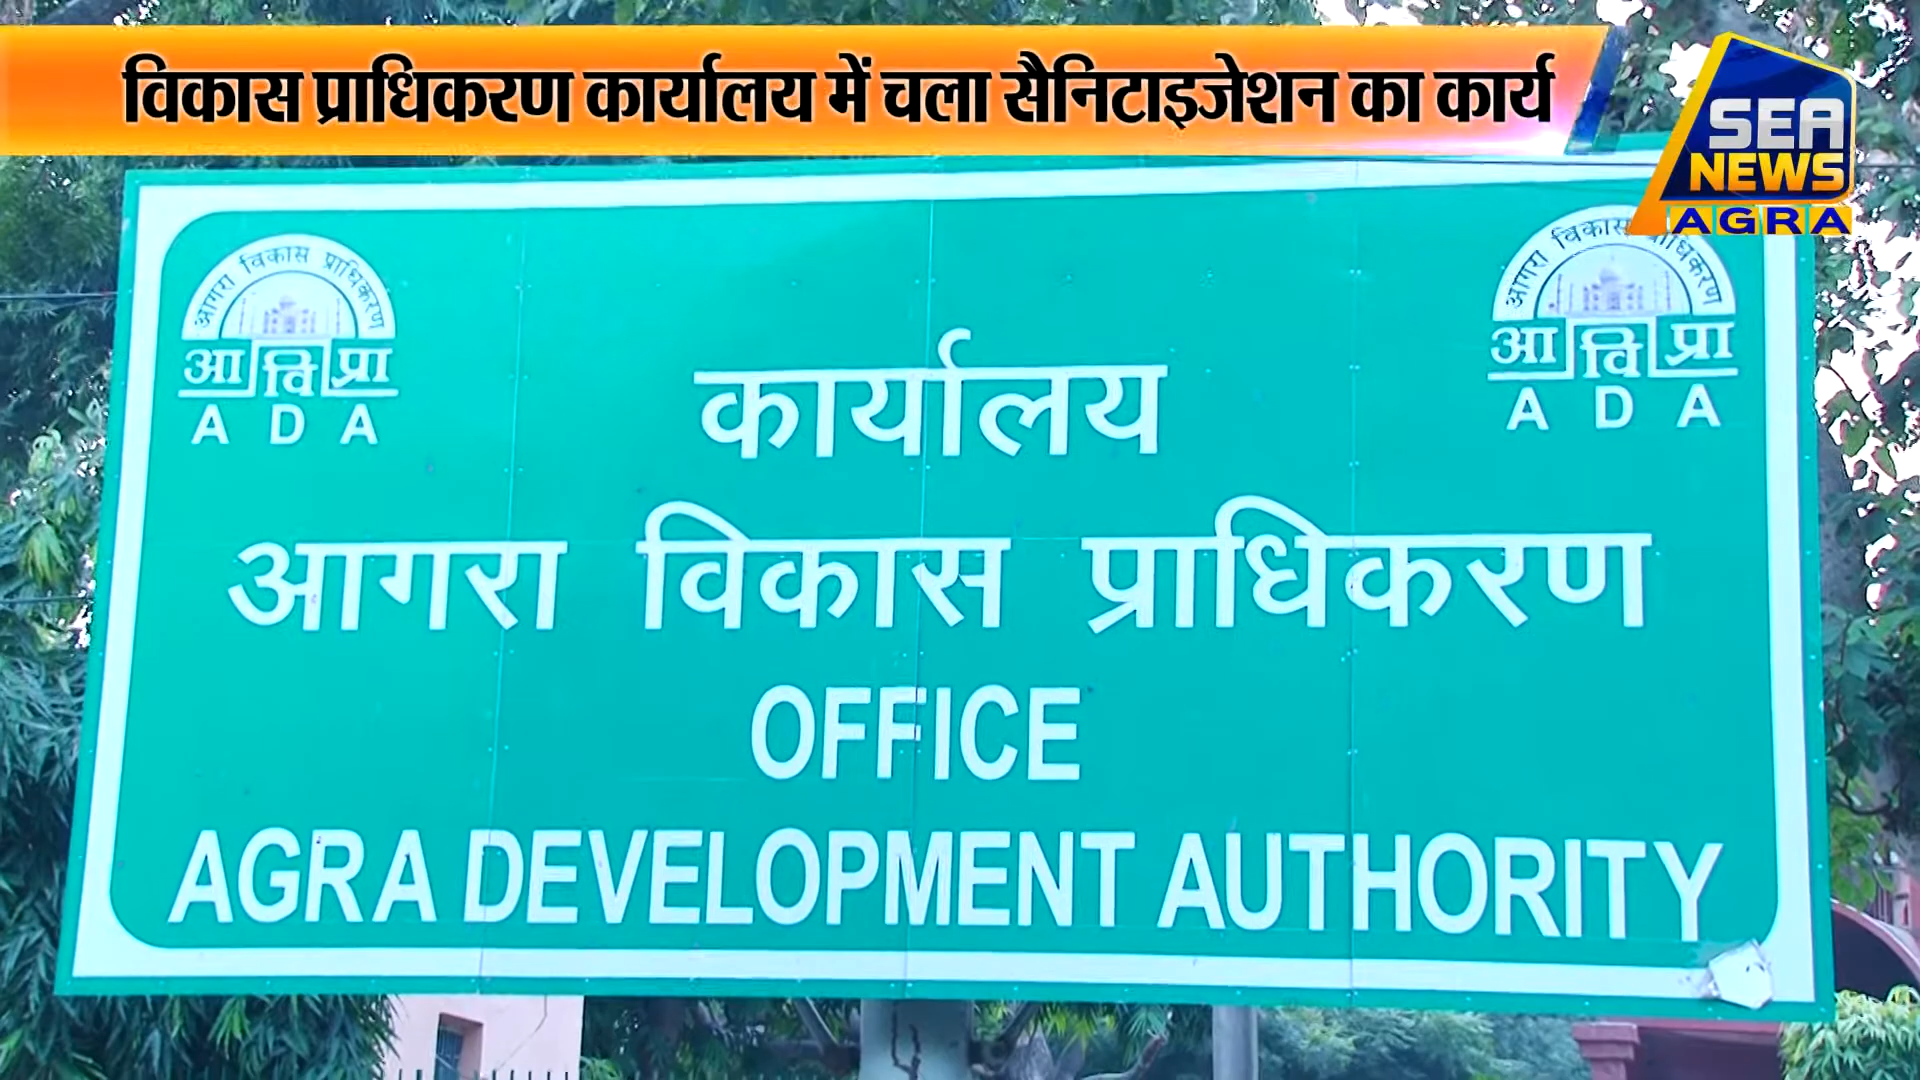 विकास प्राधिकरण कार्यालय में चला सैनिटाइजेशन का कार्य
SEA
NEWS
AGRA
आगरा विकास प्राधिकरण
आ वि प्रा
A D A
आगरा विकास प्राधिकरण
आ वि प्रा
A D A
कार्यालय
आगरा विकास प्राधिकरण
OFFICE
AGRA DEVELOPMENT AUTHORITY